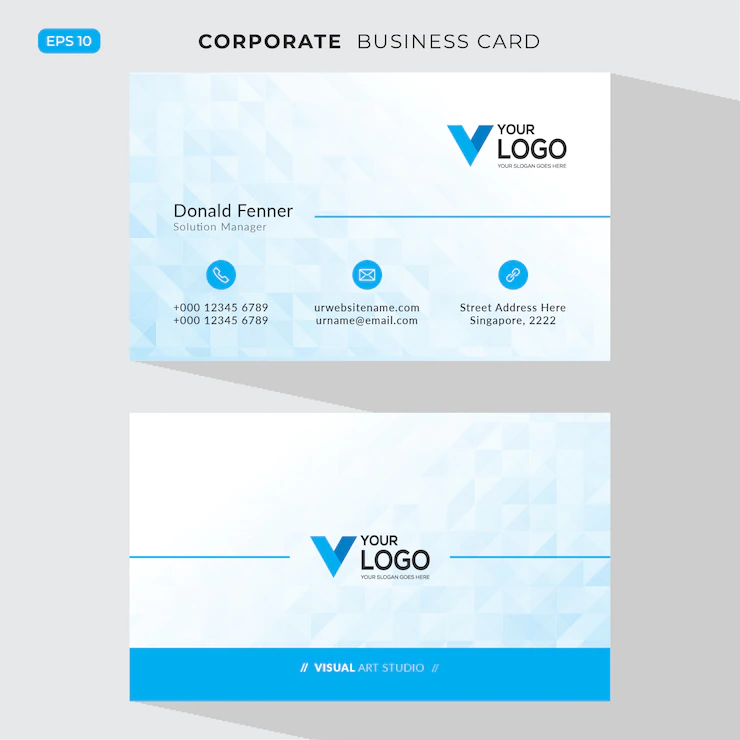 EPS 10
CORPORATE BUSINESS CARD
YOUR
LOGO
YOUR SLOGAN GOES HERE
Donald Fenner
Solution Manager
+000 12345 6789
+000 12345 6789
urwebsitename.com
urname@email.com
Street Address Here
Singapore, 2222
YOUR
LOGO
YOUR SLOGAN GOES HERE
// VISUAL ART STUDIO //